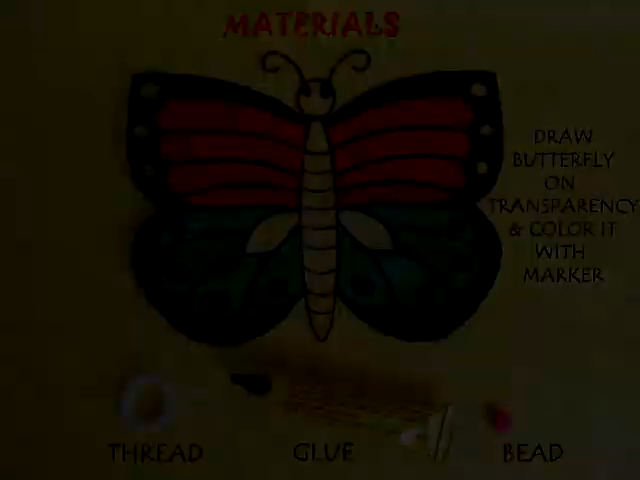 MATERIALS
DRAW
BUTTERFLY
ON
TRANSPARENCY
& COLOR IT
WITH
MARKER
THREAD
GLUE
BEAD